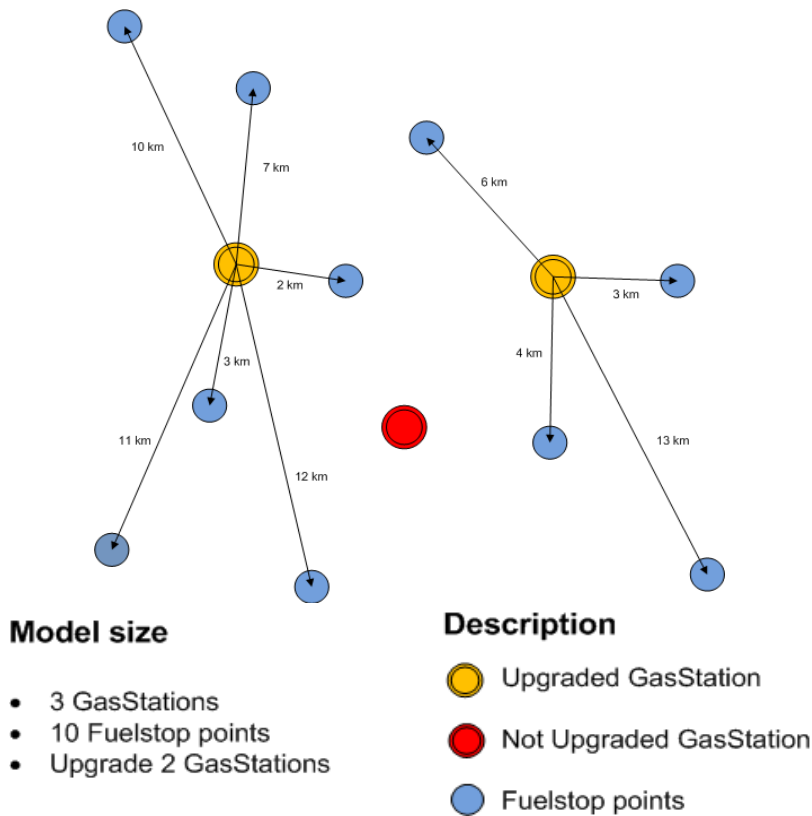 10 km
7 km
6 km
2 km
3 km
3 km
4 km
11 km
12 km
13 km
Model size
• 3 GasStations
• 10 Fuelstop points
• Upgrade 2 GasStations
Description
Upgraded GasStation
Not Upgraded GasStation
Fuelstop points